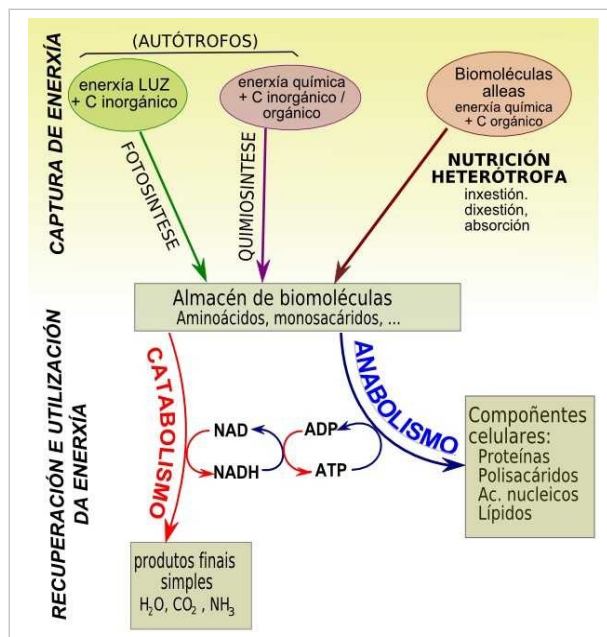 CAPTURA DE ENERXÍA
(AUTÓTROFOS)
enerxía LUZ
+ C inorgánico
enerxía química
+ C inorgánico /
orgánico
Biomoléculas
alleas
enerxía química
+ C orgánico
FOTOSINTESE
QUIMIOSINTESE
NUTRICIÓN
HETERÓTROFA
inxestión.
dixestión,
absorción
Almacén de biomoléculas
Aminoácidos, monosacáridos, ...
RECUPERACIÓN E UTILIZACIÓN
DA ENERXÍA
CATABOLISMO
NAD
NADH
ADP
ATP
ANABOLISMO
Compoñentes
celulares:
Proteínas
Polisacáridos
Ac. nucleicos
Lípidos
produtos finais
simples
H₂O, CO₂ , NH₃